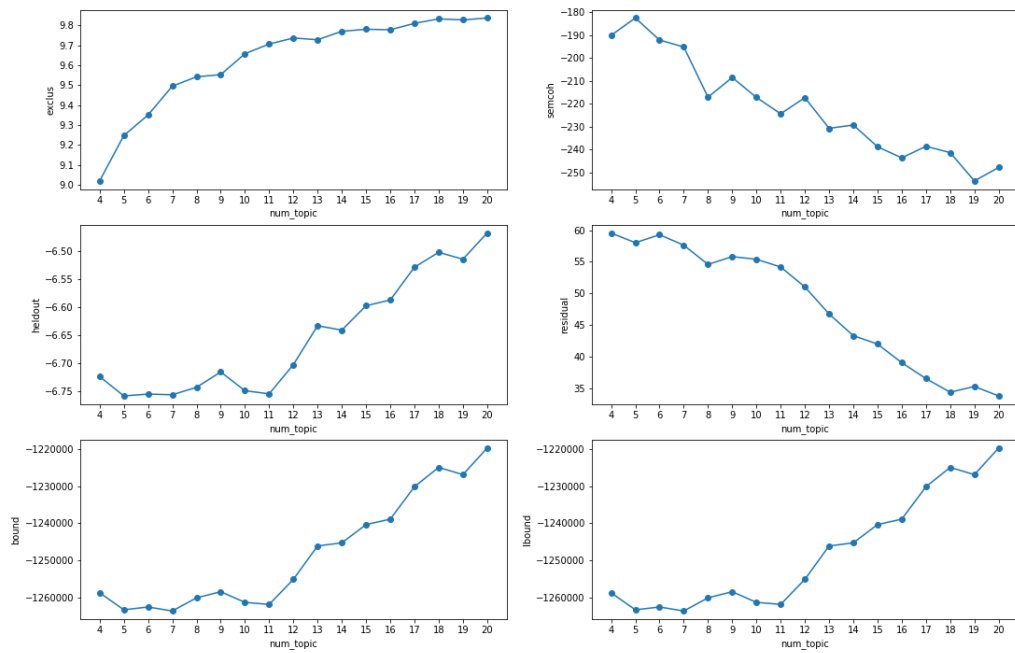 9.8
9.7
9.6
9.5
9.4
9.3
9.2
9.1
9.0
exclus
4 5 6 7 8 9 10 11 12 13 14 15 16 17 18 19 20
num_topic
−180
−190
−200
−210
−220
−230
−240
−250
semcoh
4 5 6 7 8 9 10 11 12 13 14 15 16 17 18 19 20
num_topic
−6.50
−6.55
−6.60
−6.65
−6.70
−6.75
heldout
4 5 6 7 8 9 10 11 12 13 14 15 16 17 18 19 20
num_topic
60
55
50
45
40
35
residual
4 5 6 7 8 9 10 11 12 13 14 15 16 17 18 19 20
num_topic
−1220000
−1230000
−1240000
−1250000
−1260000
bound
4 5 6 7 8 9 10 11 12 13 14 15 16 17 18 19 20
num_topic
−1220000
−1230000
−1240000
−1250000
−1260000
lbound
4 5 6 7 8 9 10 11 12 13 14 15 16 17 18 19 20
num_topic